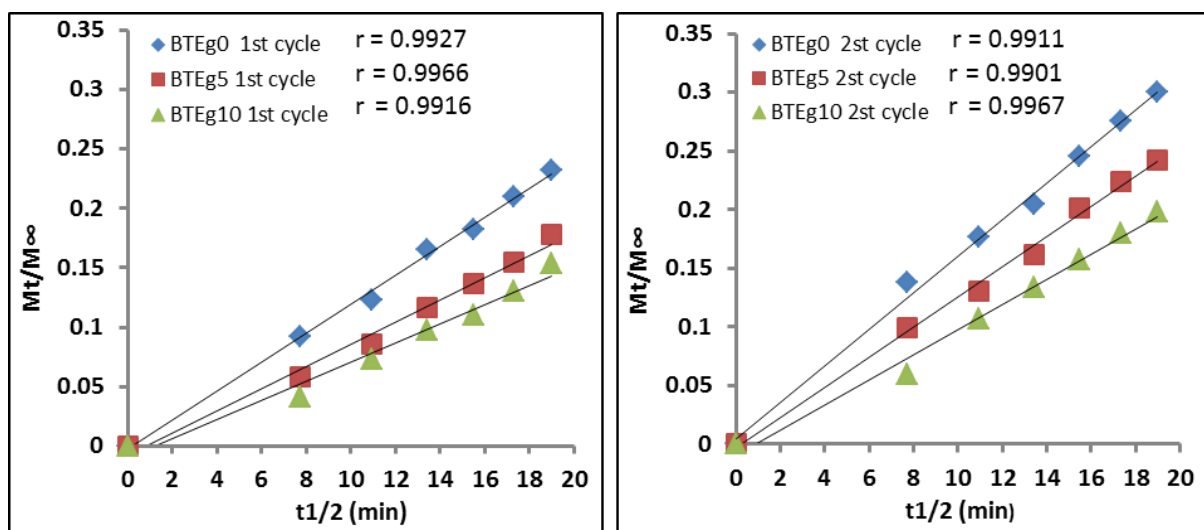 BTEg0 1st cycle r = 0.9927
BTEg5 1st cycle r = 0.9966
BTEg10 1st cycle r = 0.9916
0.35
0.3
0.25
0.2
0.15
0.1
0.05
0
Mt/M∞
0 2 4 6 8 10 12 14 16 18 20
t1/2 (min)
BTEg0 2st cycle r = 0.9911
BTEg5 2st cycle r = 0.9901
BTEg10 2st cycle r = 0.9967
0.35
0.3
0.25
0.2
0.15
0.1
0.05
0
Mt/M∞
0 2 4 6 8 10 12 14 16 18 20
t1/2 (min)